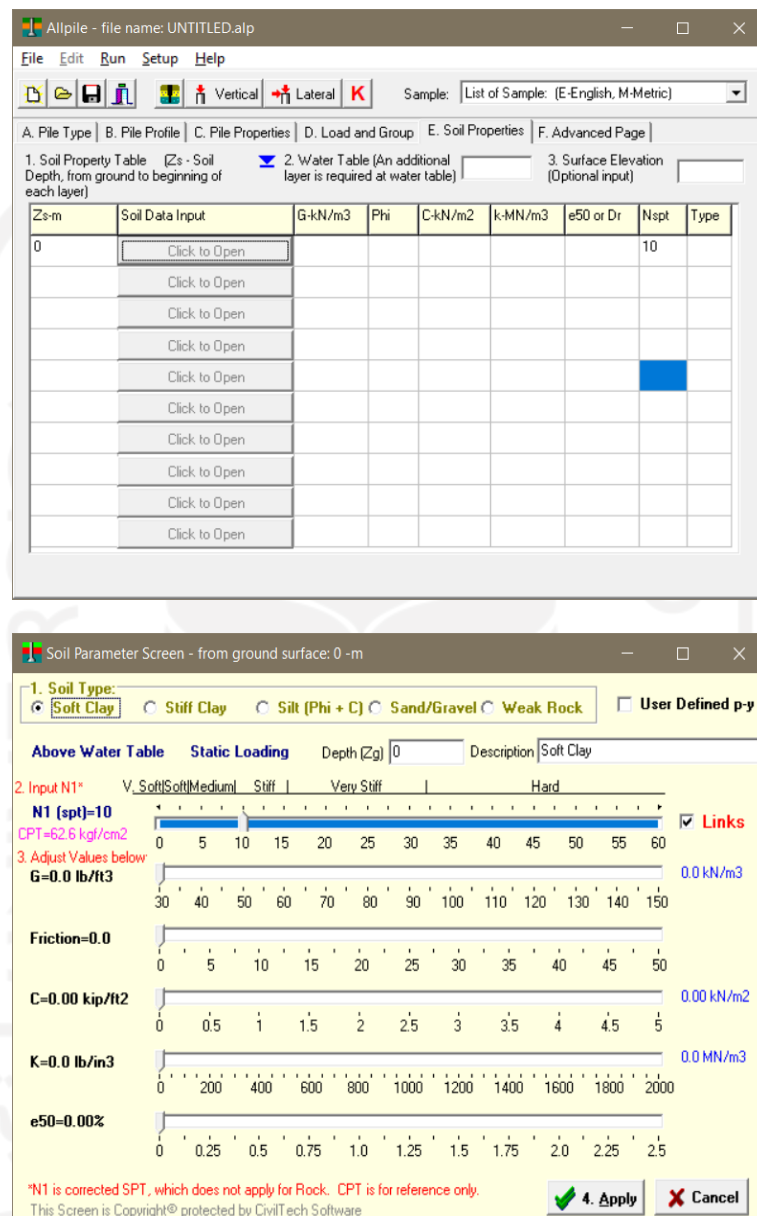 Allpile - file name: UNTITLED.alp
File Edit Run Setup Help
Vertical Lateral K Sample: List of Sample: (E-English, M-Metric)
A. Pile Type B. Pile Profile C. Pile Properties D. Load and Group E. Soil Properties F. Advanced Page
1. Soil Property Table (Zs - Soil Depth, from ground to beginning of each layer) 2. Water Table (An additional layer is required at water table) 3. Surface Elevation (Optional input)
Zs-m Soil Data Input G-kN/m3 Phi C-kN/m2 k-MN/m3 e50 or Dr Nspt Type
0 Click to Open 10
Click to Open
Click to Open
Click to Open
Click to Open
Click to Open
Click to Open
Click to Open
Click to Open
Click to Open
Soil Parameter Screen - from ground surface: 0 -m
1. Soil Type:
Soft Clay Stiff Clay Silt (Phi + C) Sand/Gravel Weak Rock User Defined p-y
Above Water Table Static Loading Depth (Zg) 0 Description Soft Clay
2. Input N1* V. Soft|Soft|Medium| Stiff | Very Stiff | Hard
N1 (spt)=10 Links
CPT=62.6 kgf/cm2 0 5 10 15 20 25 30 35 40 45 50 55 60
3. Adjust Values below:
G=0.0 lb/ft3 0.0 kN/m3
30 40 50 60 70 80 90 100 110 120 130 140 150
Friction=0.0
0 5 10 15 20 25 30 35 40 45 50
C=0.00 kip/ft2 0.00 kN/m2
0 0.5 1 1.5 2 2.5 3 3.5 4 4.5 5
K=0.0 lb/in3 0.0 MN/m3
0 200 400 600 800 1000 1200 1400 1600 1800 2000
e50=0.00%
0 0.25 0.5 0.75 1.0 1.25 1.5 1.75 2.0 2.25 2.5
*N1 is corrected SPT, which does not apply for Rock. CPT is for reference only.
This Screen is Copyright© protected by CivilTech Software 4. Apply Cancel